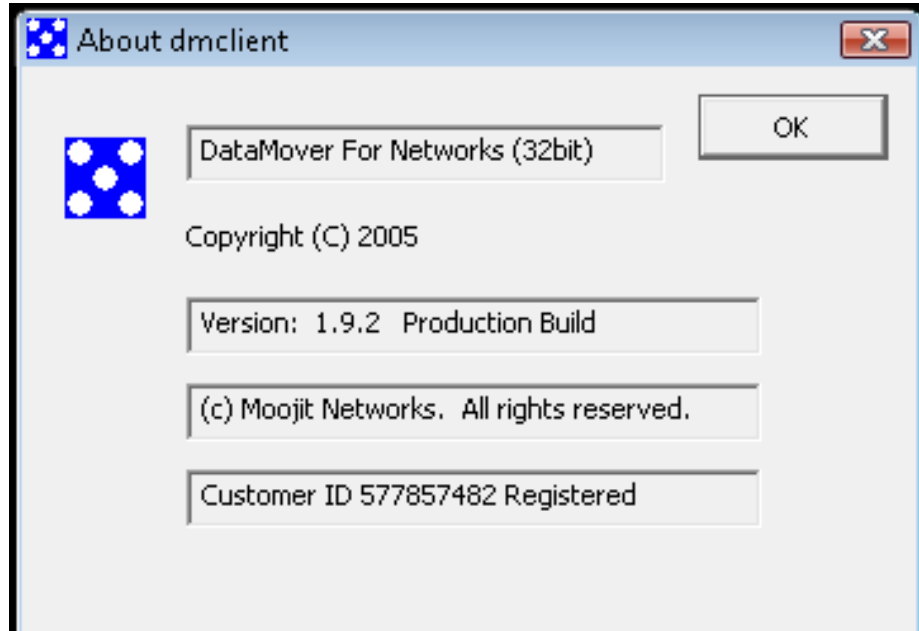 About dmclient
OK
DataMover For Networks (32bit)
Copyright (C) 2005
Version:  1.9.2   Production Build
(c) Moojit Networks.  All rights reserved.
Customer ID 577857482 Registered